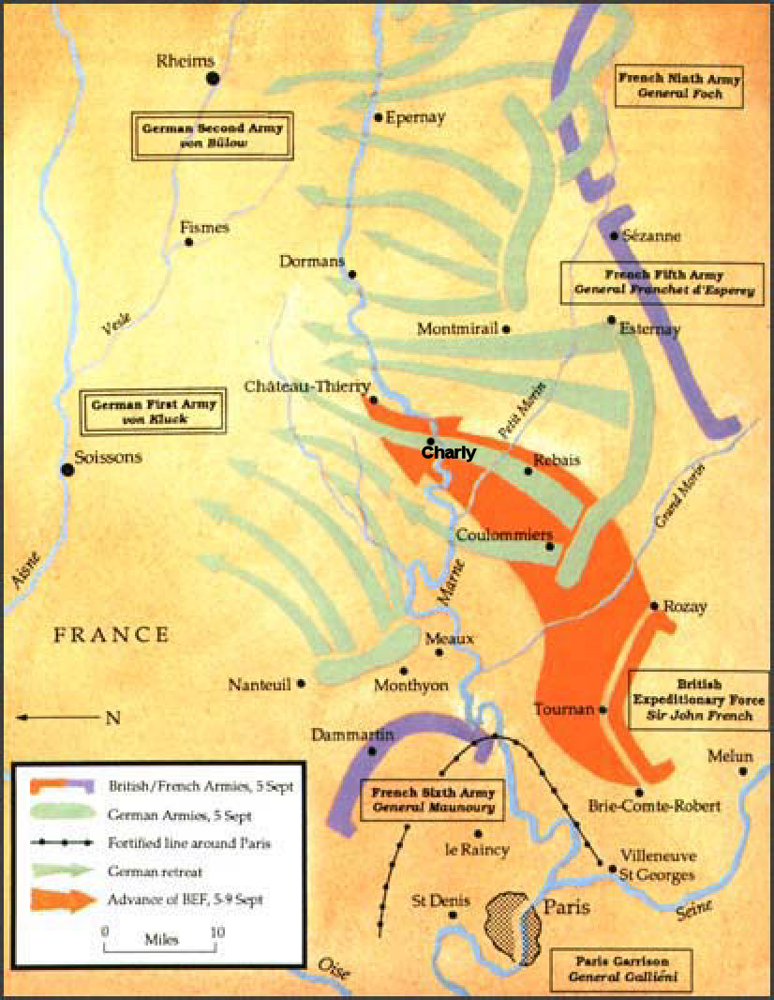 Rheims
French Ninth Army
General Foch
Epernay
German Second Army
von Bülow
Fismes
Sézanne
Dormans
French Fifth Army
General Franchet d'Esperey
Vesle
Montmirail
Esternay
Château-Thierry
German First Army
von Kluck
Petit Morin
Charly
Soissons
Rebais
Grand Morin
Coulommiers
Aisne
Marne
Rozay
FRANCE
Meaux
Nanteuil
Monthyon
British
Expeditionary Force
Sir John French
Tournan
N
Dammartin
Melun
British/French Armies, 5 Sept
German Armies, 5 Sept
Fortified line around Paris
German retreat
Advance of BEF, 5-9 Sept
0 10
Miles
French Sixth Army
General Maunoury
Brie-Comte-Robert
le Raincy
Villeneuve
St Georges
St Denis
Paris
Seine
Oise
Paris Garrison
General Galliéni